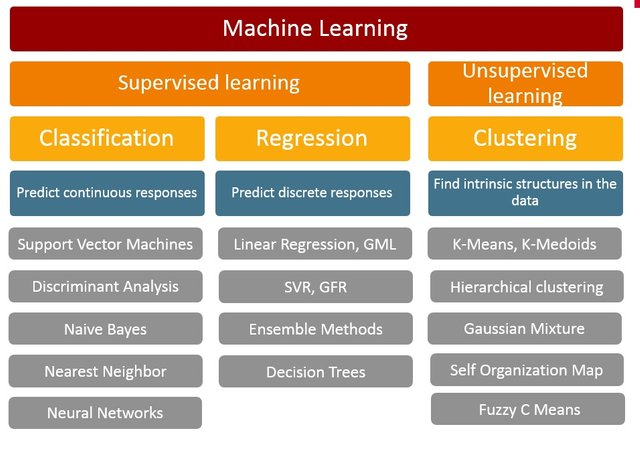 Machine Learning
Supervised learning
Unsupervised
learning
Classification
Regression
Clustering
Predict continuous responses
Predict discrete responses
Find intrinsic structures in the
data
Support Vector Machines
Linear Regression, GML
K-Means, K-Medoids
Discriminant Analysis
SVR, GFR
Hierarchical clustering
Naive Bayes
Ensemble Methods
Gaussian Mixture
Nearest Neighbor
Decision Trees
Self Organization Map
Neural Networks
Fuzzy C Means